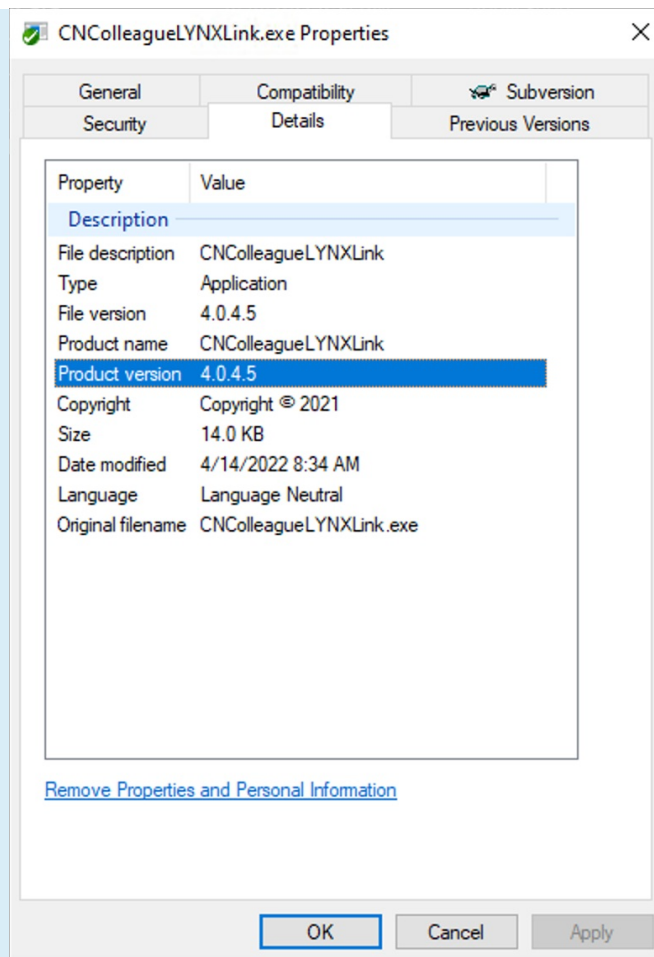 CNColleagueLYNXLink.exe Properties
General Compatibility Subversion
Security Details Previous Versions
Property Value
Description
File description CNColleagueLYNXLink
Type Application
File version 4.0.4.5
Product name CNColleagueLYNXLink
Product version 4.0.4.5
Copyright Copyright © 2021
Size 14.0 KB
Date modified 4/14/2022 8:34 AM
Language Language Neutral
Original filename CNColleagueLYNXLink.exe
Remove Properties and Personal Information
OK Cancel Apply